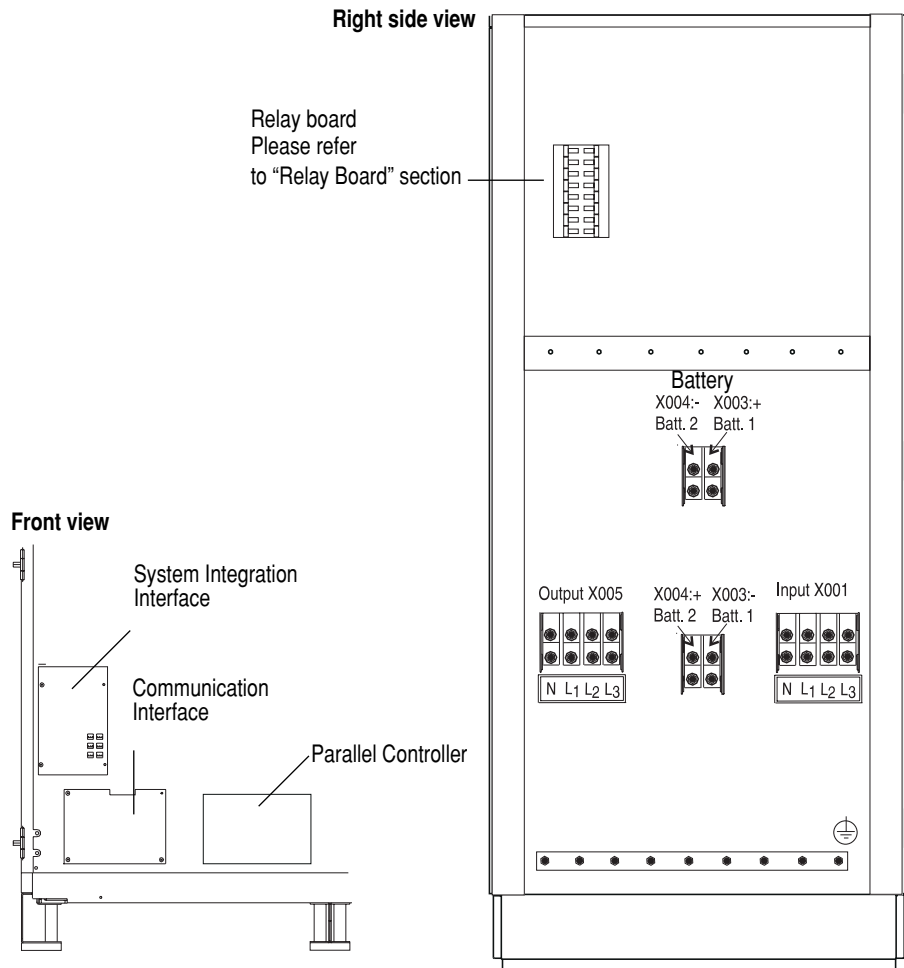 Right side view
Relay board
Please refer
to “Relay Board” section
Battery
X004:- X003:+
Batt. 2 Batt. 1
Output X005
X004:+ X003:-
Batt. 2 Batt. 1
Input X001
N L1 L2 L3
N L1 L2 L3
Front view
System Integration
Interface
Communication
Interface
Parallel Controller